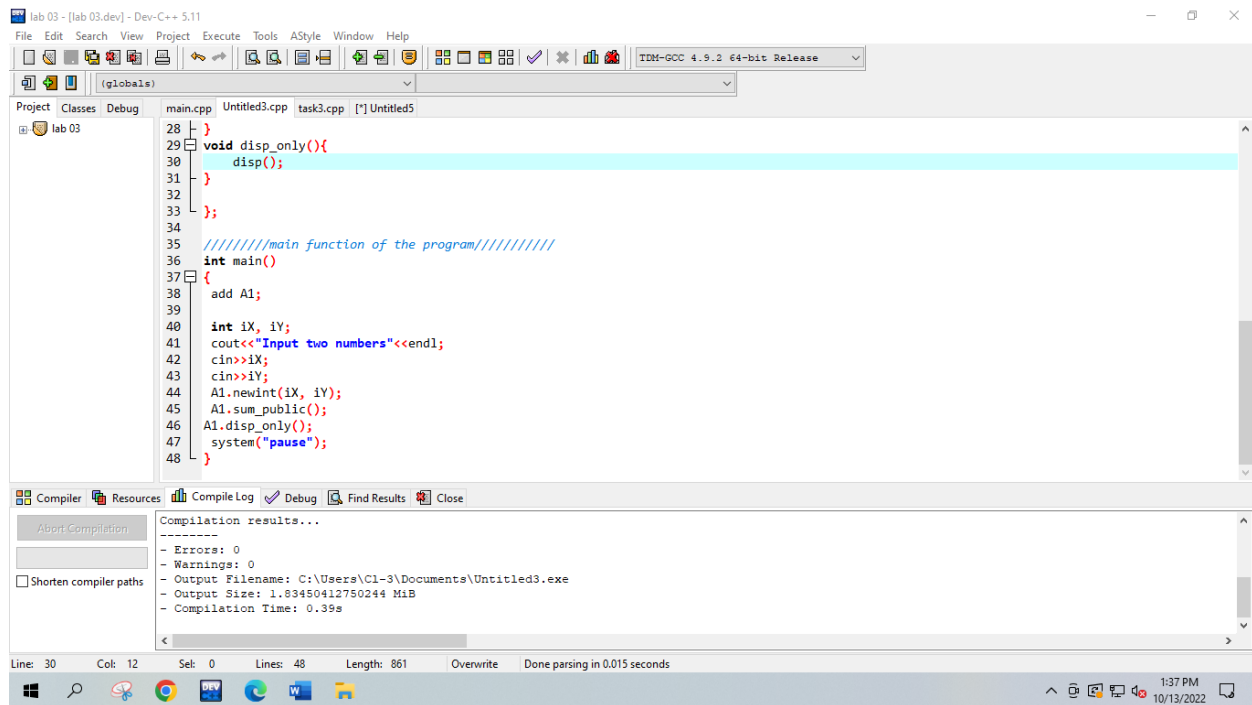 lab 03 - [lab 03.dev] - Dev-C++ 5.11
File Edit Search View Project Execute Tools AStyle Window Help
TDM-GCC 4.9.2 64-bit Release
(globals)
Project Classes Debug main.cpp Untitled3.cpp task3.cpp [*] Untitled5
lab 03
28 }
29 void disp_only(){
30 disp();
31 }
32
33 };
34
35 /////////main function of the program///////////
36 int main()
37 {
38 add A1;
39
40 int iX, iY;
41 cout<<"Input two numbers"<<endl;
42 cin>>iX;
43 cin>>iY;
44 A1.newint(iX, iY);
45 A1.sum_public();
46 A1.disp_only();
47 system("pause");
48 }
Compiler Resources Compile Log Debug Find Results Close
Abort Compilation
Shorten compiler paths
Compilation results...
--------
- Errors: 0
- Warnings: 0
- Output Filename: C:\Users\Cl-3\Documents\Untitled3.exe
- Output Size: 1.83450412750244 MiB
- Compilation Time: 0.39s
Line: 30 Col: 12 Sel: 0 Lines: 48 Length: 861 Overwrite Done parsing in 0.015 seconds
DEV
W
1:37 PM
10/13/2022